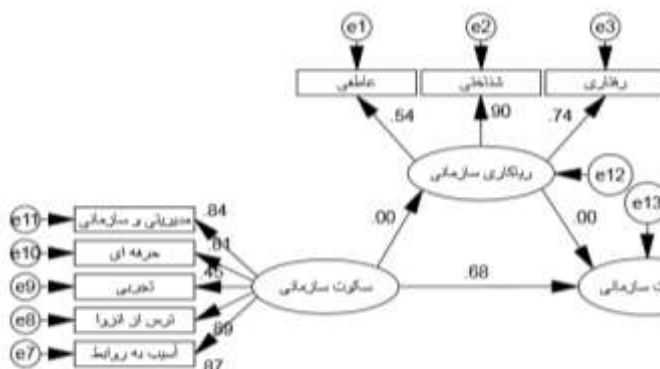 e1 e2 e3
عاطفی شناختی رفتاری
.54 .90 .74
ریاکاری سازمانی
e12
e13
.00 .00
e11 مدیریتی و سازمانی .84
e10 حرفه ای .81
e9 تجربی .45
سکوت سازمانی .68
ت سازمانی
e8 ترس از انزوا .89
e7 آسیب به روابط .87